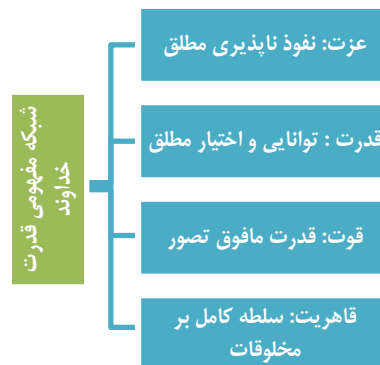 شبکه مفهومی قدرت
خداوند
عزت: نفوذ ناپذیری مطلق
قدرت : توانایی و اختیار مطلق
قوت: قدرت مافوق تصور
قاهریت: سلطه کامل بر
مخلوقات